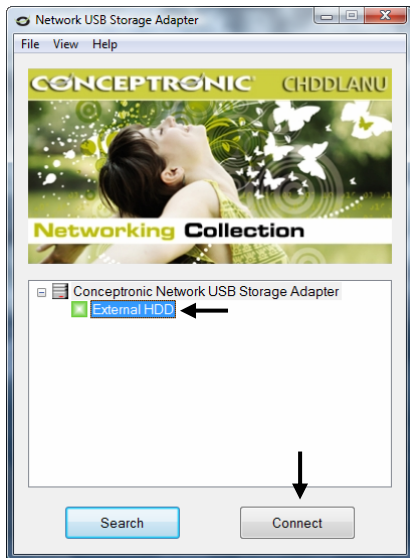 Network USB Storage Adapter
File View Help
CONCEPTRONIC CHDDLANU
Networking Collection
Conceptronic Network USB Storage Adapter
External HDD
Search Connect